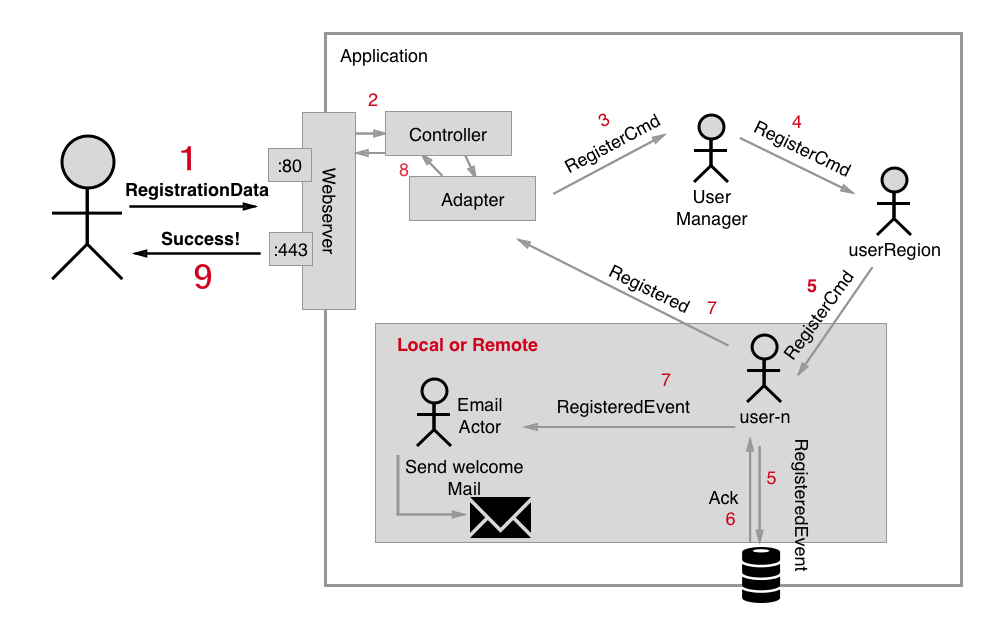 Application
2
Controller
1
RegistrationData
:80
Webserver
8
Adapter
3
RegisterCmd
User
Manager
4
RegisterCmd
userRegion
Success!
9
:443
Registered
7
5
RegisterCmd
Local or Remote
7
RegisteredEvent
user-n
Email
Actor
Send welcome
Mail
Ack
6
5
RegisteredEvent